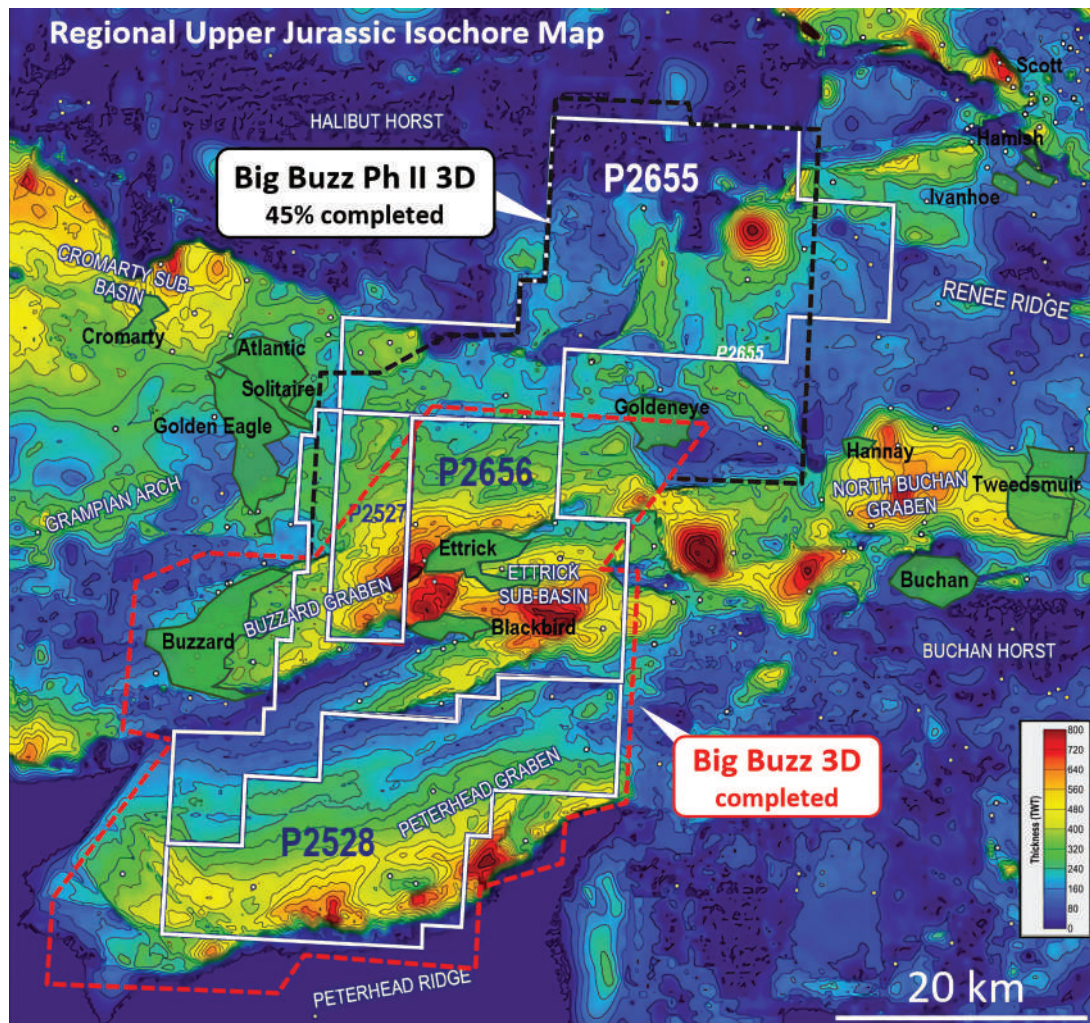 Regional Upper Jurassic Isochore Map
Scott
HALIBUT HORST
Hamish
Big Buzz Ph II 3D
45% completed
P2655
Ivanhoe
CROMARTY SUB-
BASIN
RENEE RIDGE
Cromarty
Atlantic
P2655
Solitaire
Goldeneye
Golden Eagle
Hannay
P2656
NORTH BUCHAN
GRABEN
Tweedsmuir
GRAMPIAN ARCH
P2527
Ettrick
ETTRICK
SUB-BASIN
Buchan
BUZZARD GRABEN
Buzzard
Blackbird
BUCHAN HORST
Big Buzz 3D
completed
PETERHEAD GRABEN
P2528
Thickness (TWT)
800
720
640
560
480
400
320
240
160
80
0
PETERHEAD RIDGE
20 km